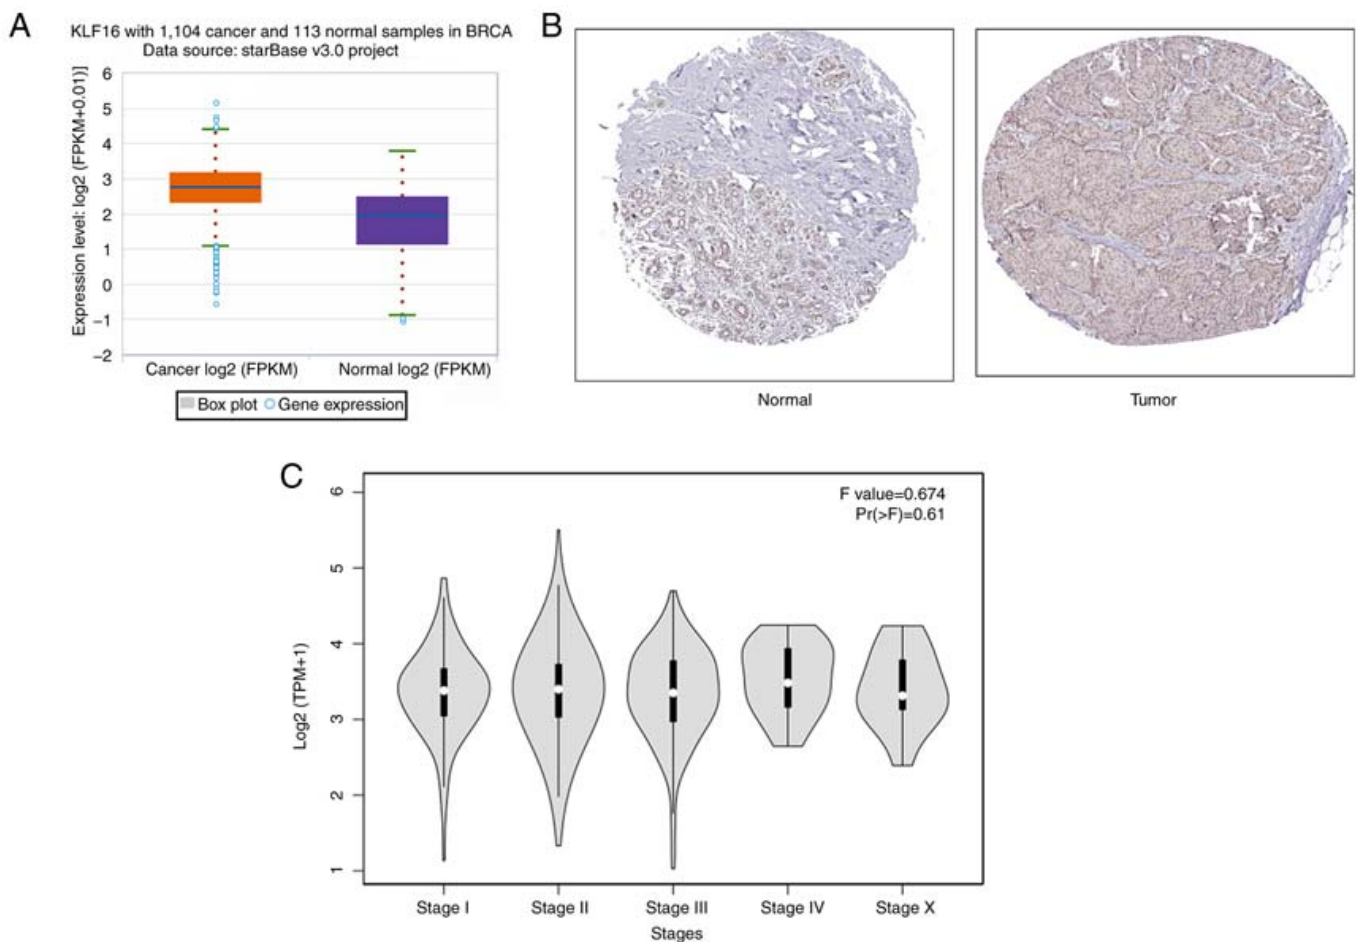 A
KLF16 with 1,104 cancer and 113 normal samples in BRCA
Data source: starBase v3.0 project
Expression level: log2 (FPKM+0.01)]
6
5
4
3
2
1
0
−1
−2
Cancer log2 (FPKM)
Normal log2 (FPKM)
Box plot
Gene expression
B
Normal
Tumor
C
F value=0.674
Pr(>F)=0.61
Log2 (TPM+1)
6
5
4
3
2
1
Stage I
Stage II
Stage III
Stage IV
Stage X
Stages